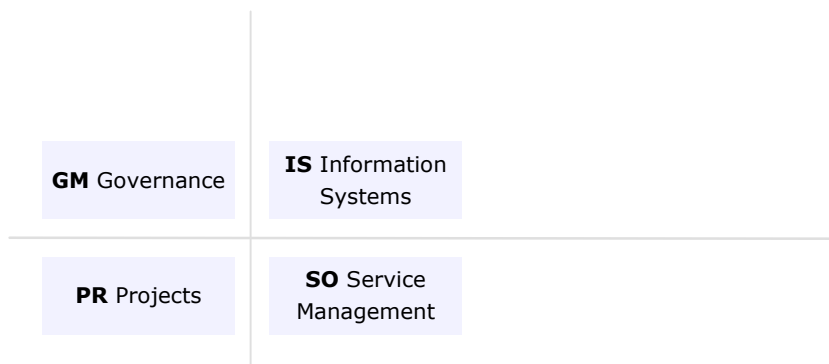 GM Governance
IS Information
Systems
PR Projects
SO Service
Management